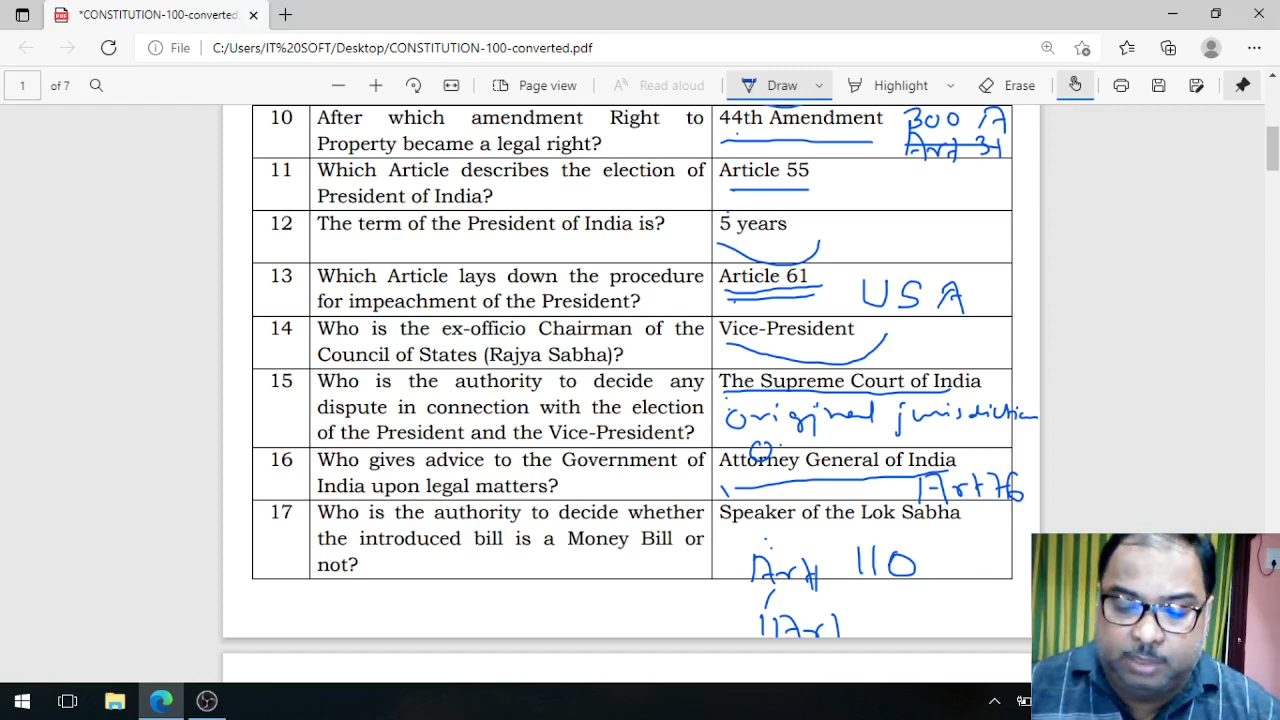 *CONSTITUTION-100-converted
File C:/Users/IT%20SOFT/Desktop/CONSTITUTION-100-converted.pdf
1 of 7 Page view Read aloud Draw Highlight Erase
10 After which amendment Right to 44th Amendment 300 A
Property became a legal right? Art 31
11 Which Article describes the election of Article 55
President of India?
12 The term of the President of India is? 5 years
13 Which Article lays down the procedure Article 61
for impeachment of the President? USA
14 Who is the ex-officio Chairman of the Vice-President
Council of States (Rajya Sabha)?
15 Who is the authority to decide any The Supreme Court of India
dispute in connection with the election original jurisdiction
of the President and the Vice-President?
16 Who gives advice to the Government of Attorney General of India
India upon legal matters? Art 76
17 Who is the authority to decide whether Speaker of the Lok Sabha
the introduced bill is a Money Bill or
not? Art 110